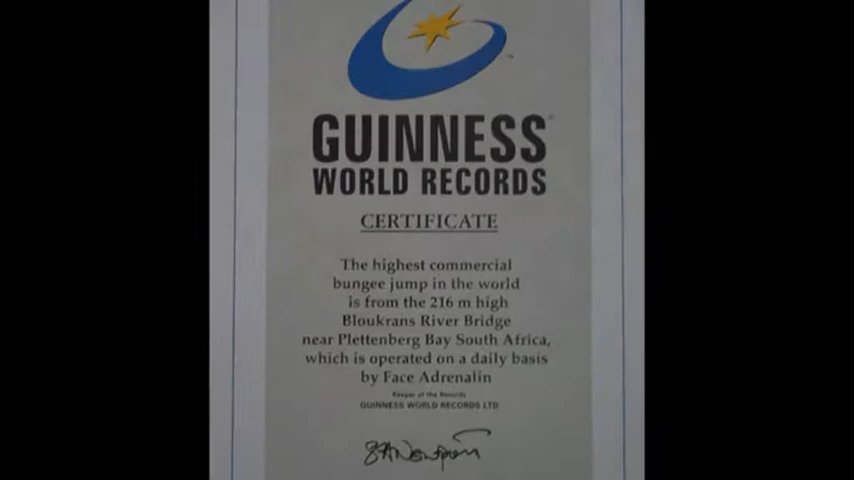 GUINNESS
WORLD RECORDS
CERTIFICATE
The highest commercial
bungee jump in the world
is from the 216 m high
Bloukrans River Bridge
near Plettenberg Bay South Africa,
which is operated on a daily basis
by Face Adrenalin
Keeper of the Records
GUINNESS WORLD RECORDS LTD